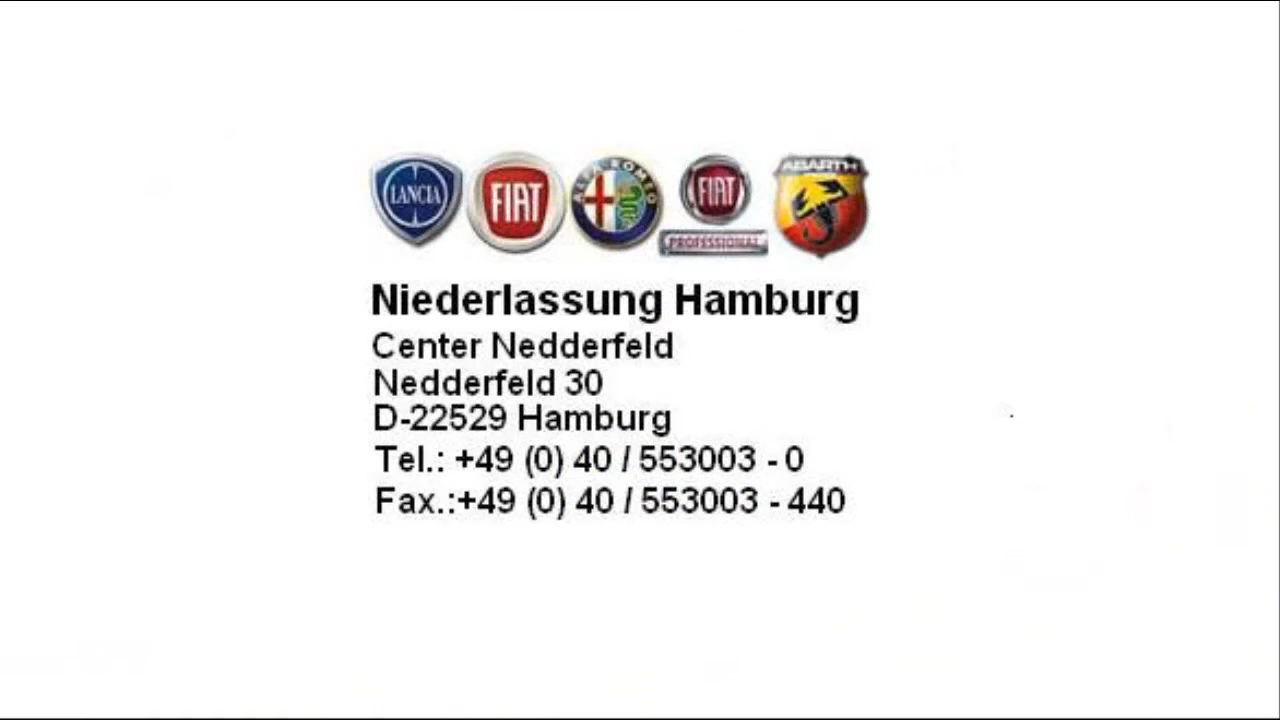 LANCIA FIAT ALFA ROMEO FIAT ABARTH
PROFESSIONAL
Niederlassung Hamburg
Center Nedderfeld
Nedderfeld 30
D-22529 Hamburg
Tel.: +49 (0) 40 / 553003 - 0
Fax.:+49 (0) 40 / 553003 - 440